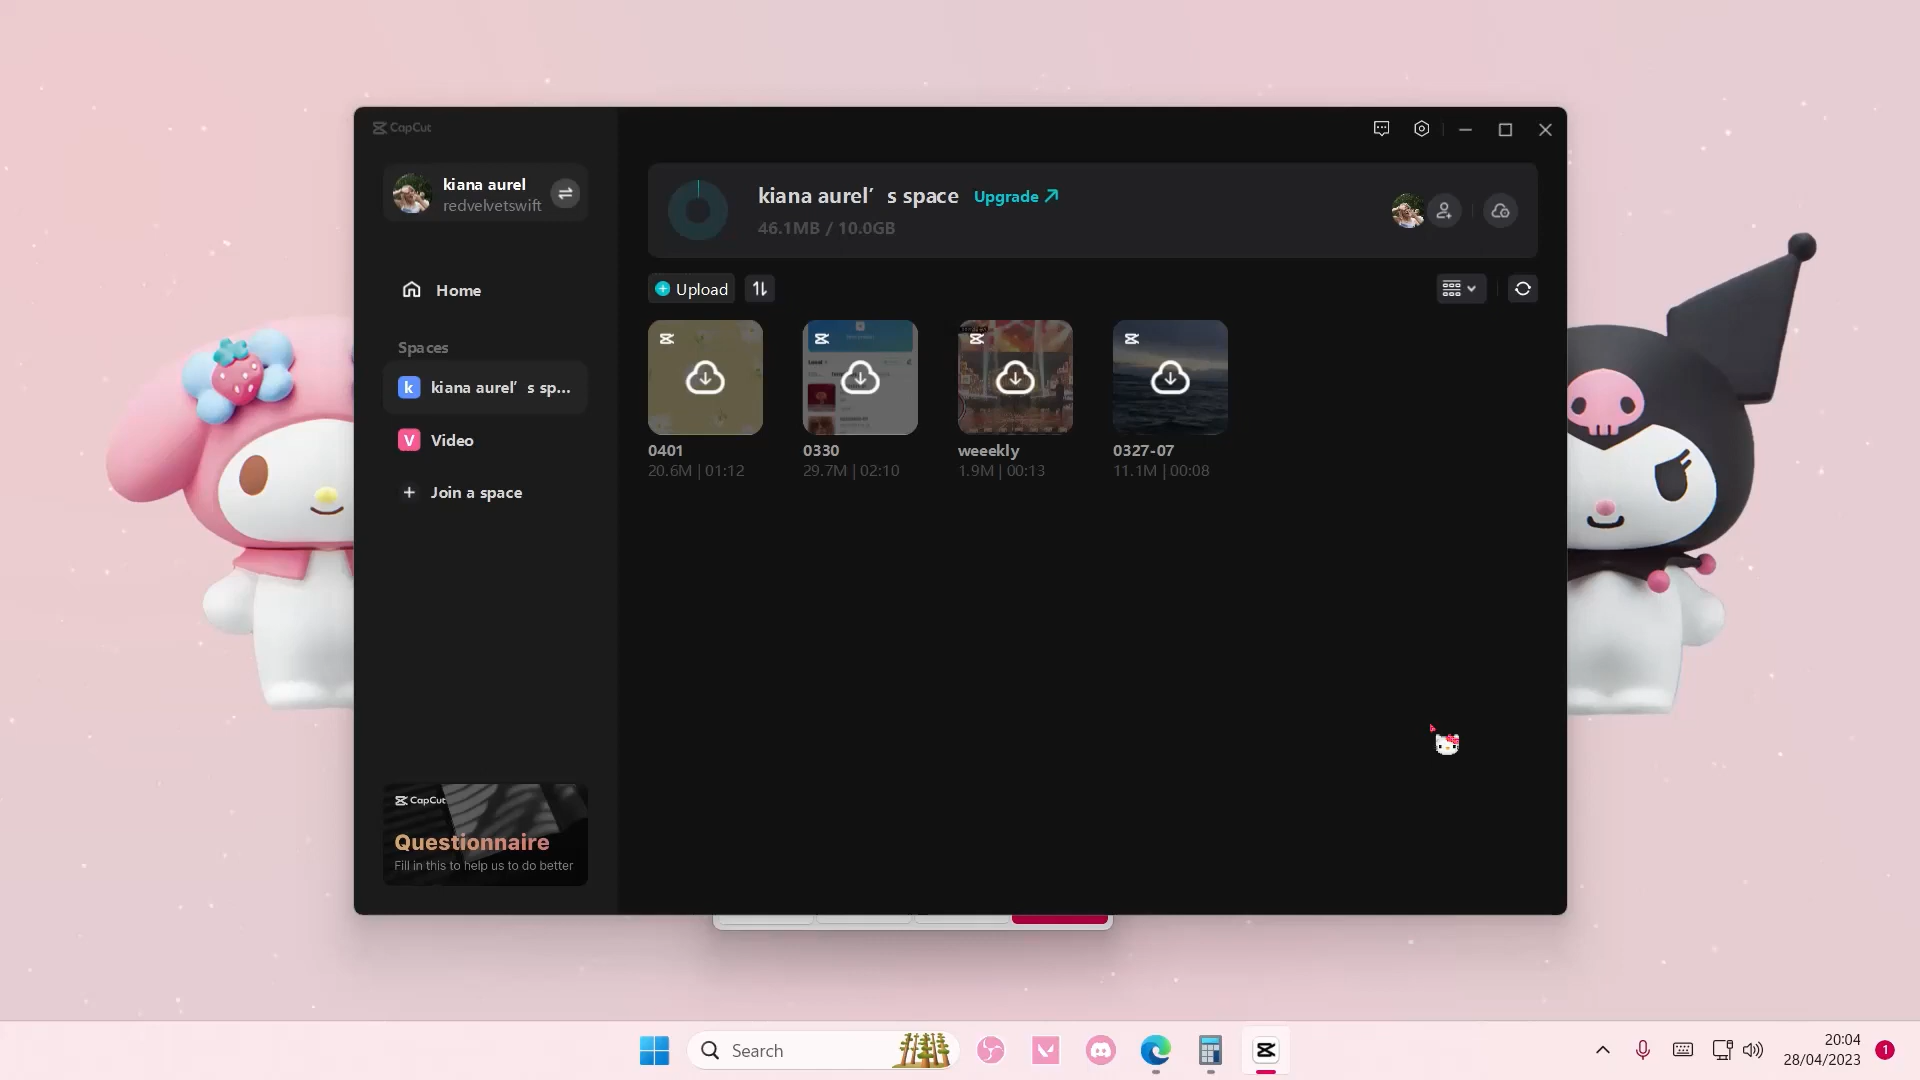 CapCut
kiana aurel
redvelvetswift
Home
Spaces
k
kiana aurel’s sp...
V
Video
+ Join a space
CapCut
Questionnaire
Fill in this to help us to do better
kiana aurel’s space
Upgrade
46.1MB / 10.0GB
Upload
0401
20.6M | 01:12
0330
29.7M | 02:10
weeekly
1.9M | 00:13
0327-07
11.1M | 00:08
Search
20:04
28/04/2023
1